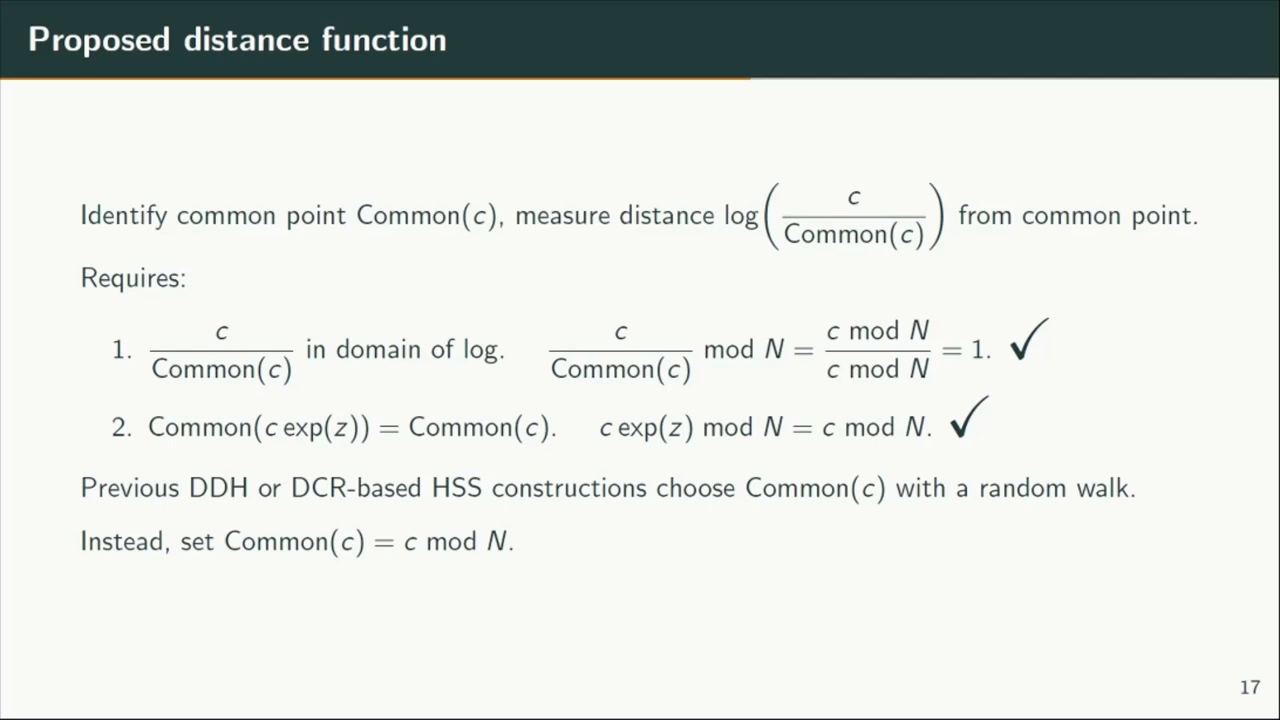 Proposed distance function
Identify common point Common(c), measure distance log(c / Common(c)) from common point.
Requires:
1. c / Common(c) in domain of log. c / Common(c) mod N = (c mod N) / (c mod N) = 1. ✓
2. Common(c exp(z)) = Common(c). c exp(z) mod N = c mod N. ✓
Previous DDH or DCR-based HSS constructions choose Common(c) with a random walk.
Instead, set Common(c) = c mod N.
17